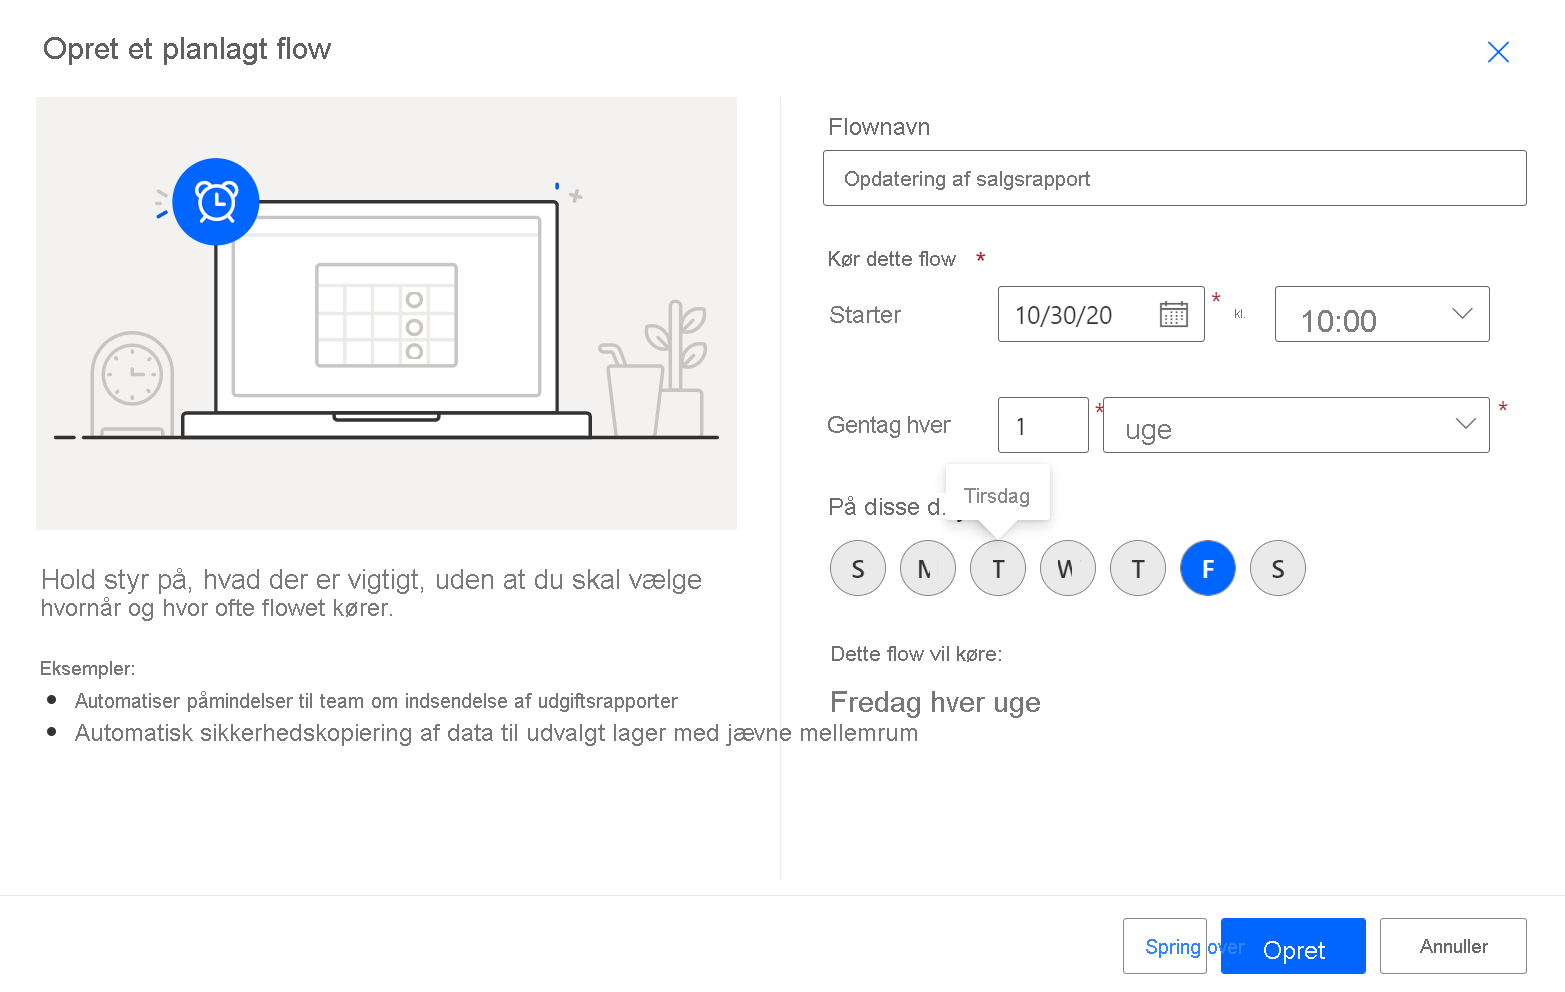 Opret et planlagt flow
Hold styr på, hvad der er vigtigt, uden at du skal vælge
hvornår og hvor ofte flowet kører.
Eksempler:
Automatiser påmindelser til team om indsendelse af udgiftsrapporter
Automatisk sikkerhedskopiering af data til udvalgt lager med jævne mellemrum
Flownavn
Opdatering af salgsrapport
Kør dette flow *
Starter 10/30/20 * kl. 10:00
Gentag hver 1 * uge *
Tirsdag
På disse
S M T W T F S
Dette flow vil køre:
Fredag hver uge
Spring over Opret Annuller